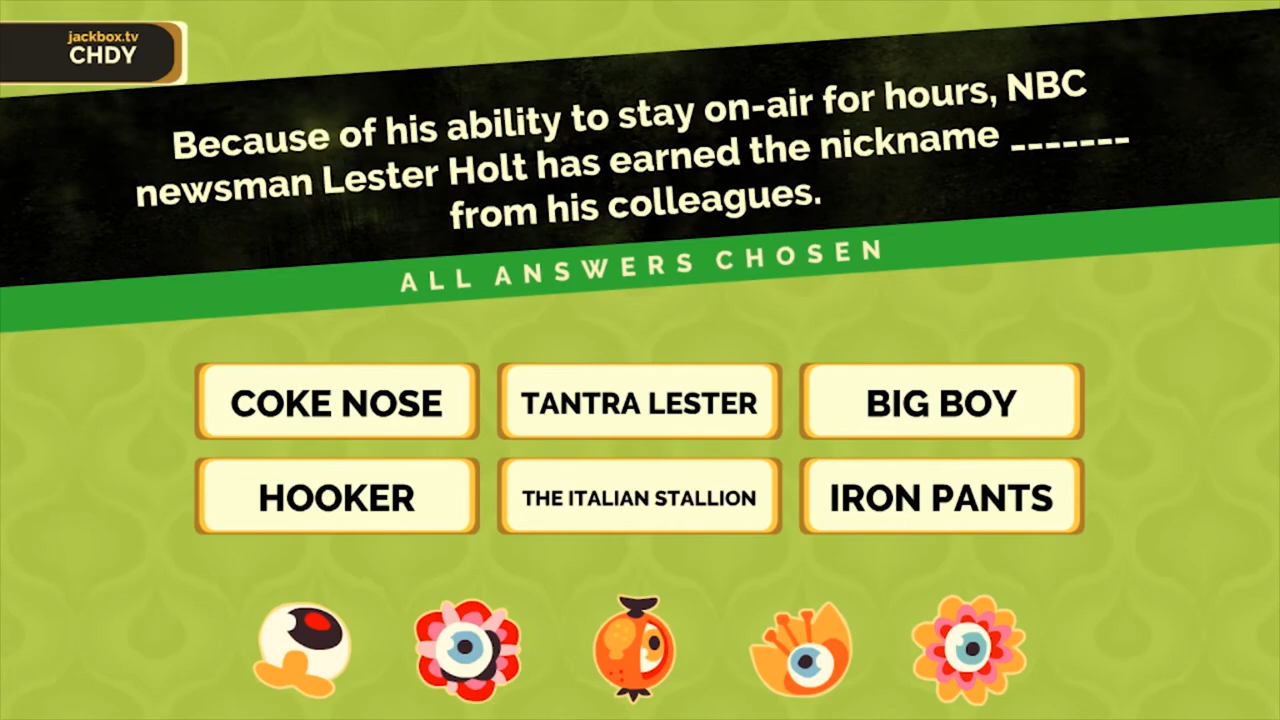 jackbox.tv
CHDY
Because of his ability to stay on-air for hours, NBC
newsman Lester Holt has earned the nickname _______
from his colleagues.
ALL ANSWERS CHOSEN
COKE NOSE
TANTRA LESTER
BIG BOY
HOOKER
THE ITALIAN STALLION
IRON PANTS